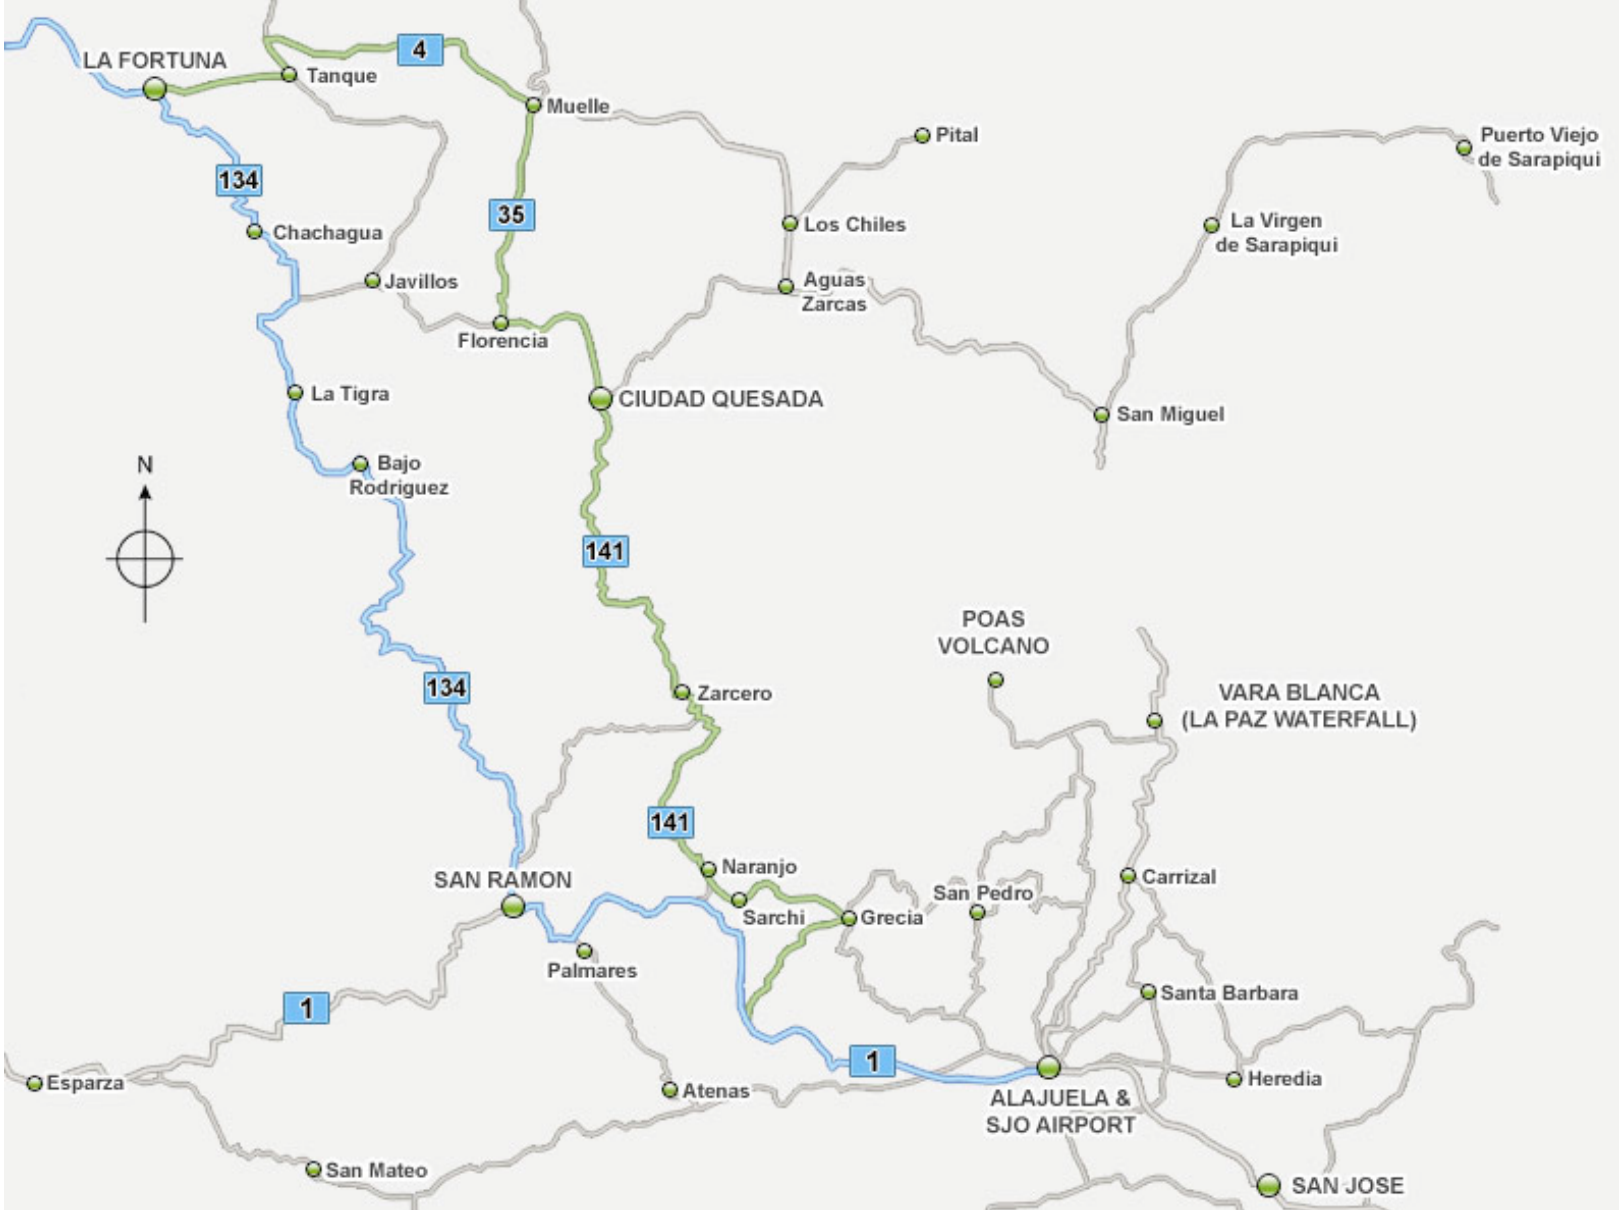 LA FORTUNA
Tanque
4
Muelle
Pital
Puerto Viejo
de Sarapiqui
134
35
Chachagua
Los Chiles
La Virgen
de Sarapiqui
Javillos
Aguas
Zarcas
Florencia
La Tigra
CIUDAD QUESADA
San Miguel
N
Bajo
Rodriguez
141
POAS
VOLCANO
134
Zarcero
VARA BLANCA
(LA PAZ WATERFALL)
141
SAN RAMON
Naranjo
Sarchi
Grecia
San Pedro
Carrizal
Palmares
1
Santa Barbara
1
Esparza
Atenas
Heredia
ALAJUELA &
SJO AIRPORT
San Mateo
SAN JOSE